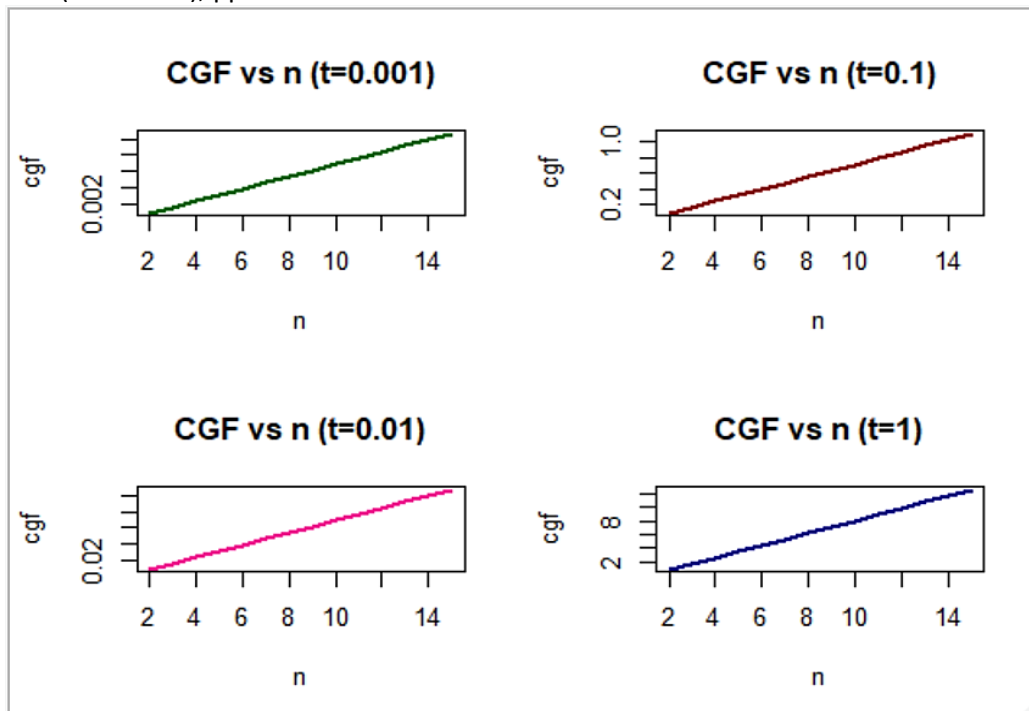 CGF vs n (t=0.001)
cgf
0.002
2 4 6 8 10 14
n
CGF vs n (t=0.1)
cgf
0.2 1.0
2 4 6 8 10 14
n
CGF vs n (t=0.01)
cgf
0.02
2 4 6 8 10 14
n
CGF vs n (t=1)
cgf
2 8
2 4 6 8 10 14
n